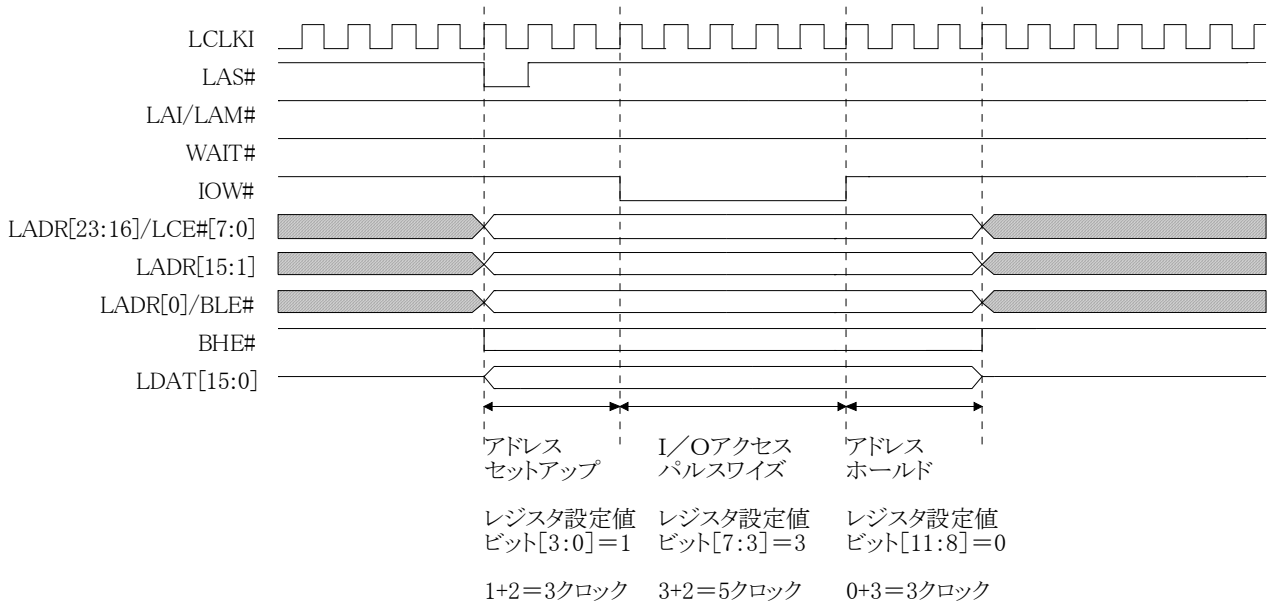 LCLKI
LAS#
LAI/LAM#
WAIT#
IOW#
LADR[23:16]/LCE#[7:0]
LADR[15:1]
LADR[0]/BLE#
BHE#
LDAT[15:0]
アドレス
セットアップ
レジスタ設定値
ビット[3:0]＝1
1+2＝3クロック
I／Oアクセス
パルスワイズ
レジスタ設定値
ビット[7:3]＝3
3+2＝5クロック
アドレス
ホールド
レジスタ設定値
ビット[11:8]＝0
0+3＝3クロック